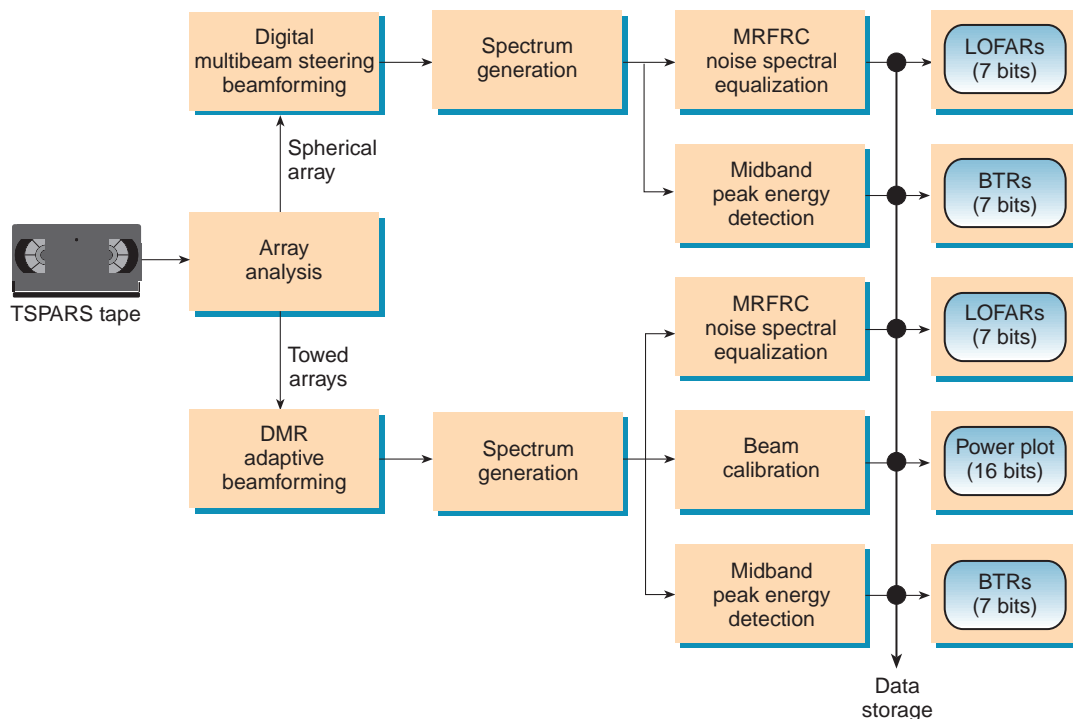 Digital
multibeam steering
beamforming
Spectrum
generation
MRFRC
noise spectral
equalization
LOFARs
(7 bits)
Spherical
array
Midband
peak energy
detection
BTRs
(7 bits)
TSPARS tape
Array
analysis
MRFRC
noise spectral
equalization
LOFARs
(7 bits)
Towed
arrays
DMR
adaptive
beamforming
Spectrum
generation
Beam
calibration
Power plot
(16 bits)
Midband
peak energy
detection
BTRs
(7 bits)
Data
storage